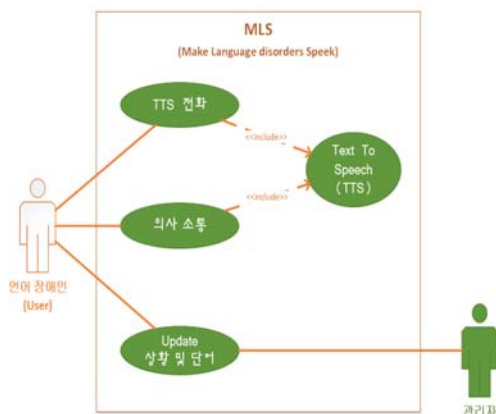 MLS
(Make Language disorders Speek)
TTS 전화
<<include>>
Text To
Speech
(TTS)
<<include>>
의사 소통
언어 장애인
(User)
Update
상황 및 단어
관리자